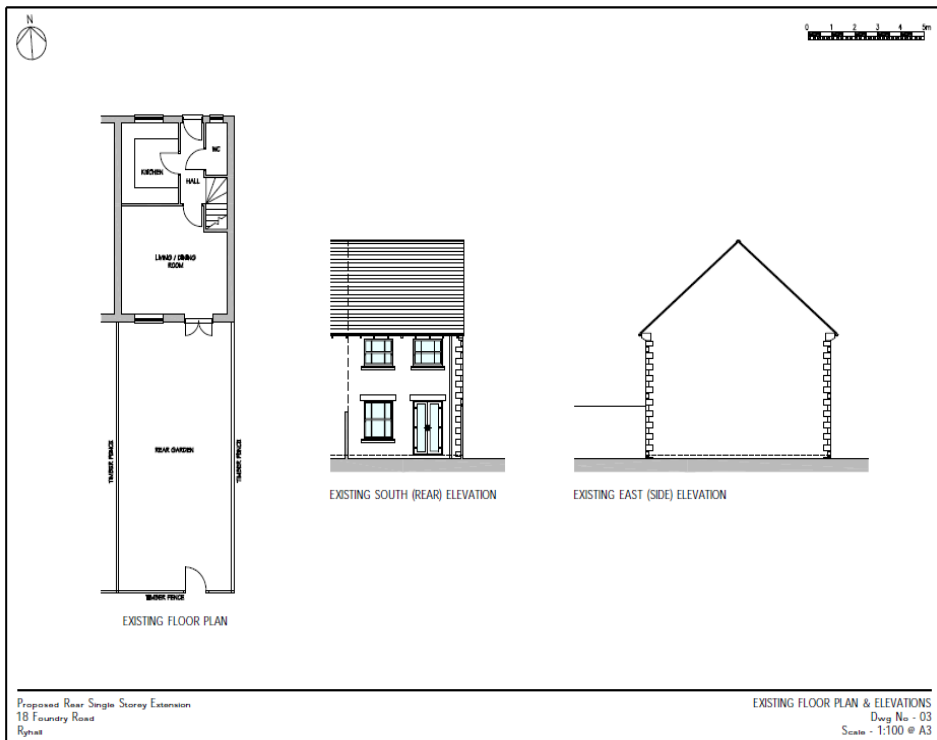 N
0 1 2 3 4 5m
KITCHEN
WC
HALL
LIVING / DINING
ROOM
REAR GARDEN
TIMBER FENCE
TIMBER FENCE
TIMBER FENCE
EXISTING FLOOR PLAN
EXISTING SOUTH (REAR) ELEVATION
EXISTING EAST (SIDE) ELEVATION
Proposed Rear Single Storey Extension
18 Foundry Road
Ryhall
EXISTING FLOOR PLAN & ELEVATIONS
Dwg No - 03
Scale - 1:100 @ A3